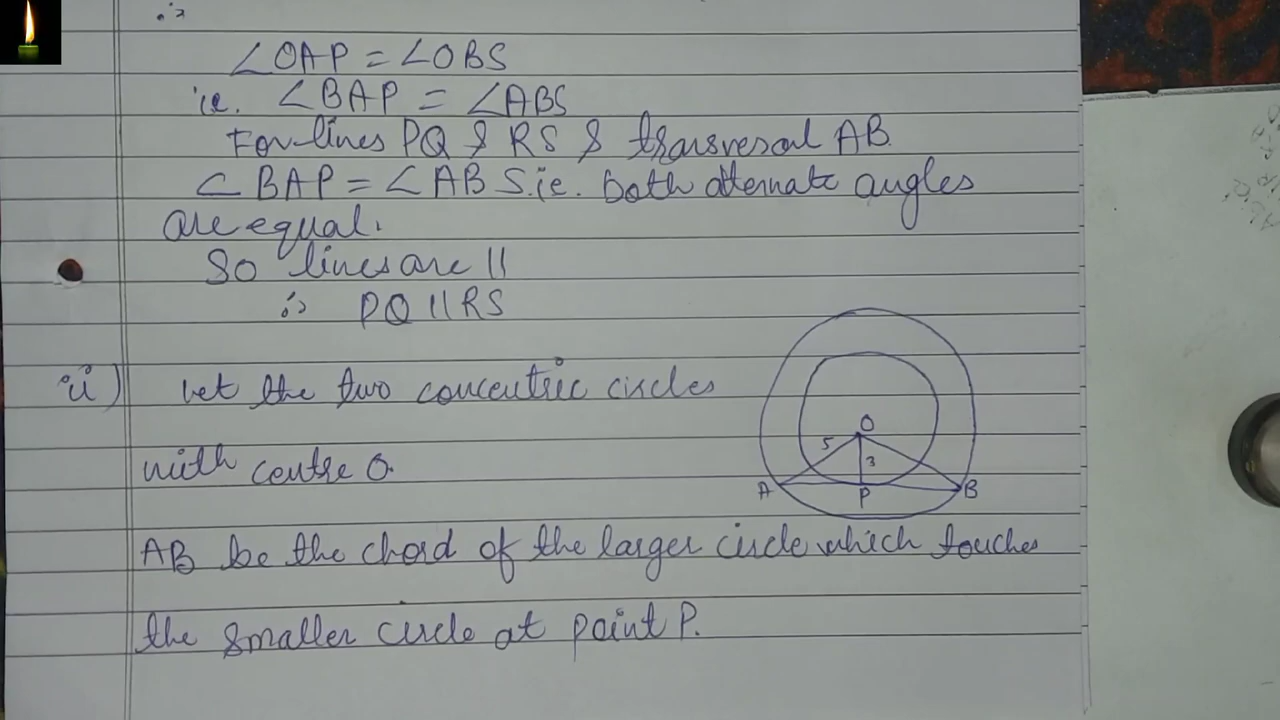 ∴
∠OAP = ∠OBS
i.e. ∠BAP = ∠ABS
For lines PQ & RS & transversal AB.
∠BAP = ∠ABS. i.e. both alternate angles
are equal.
So lines are ||
∴ PQ || RS
ii) Let the two concentric circles
with centre O.
O
5
3
A
P
B
AB be the chord of the larger circle which touches
the smaller circle at point P.